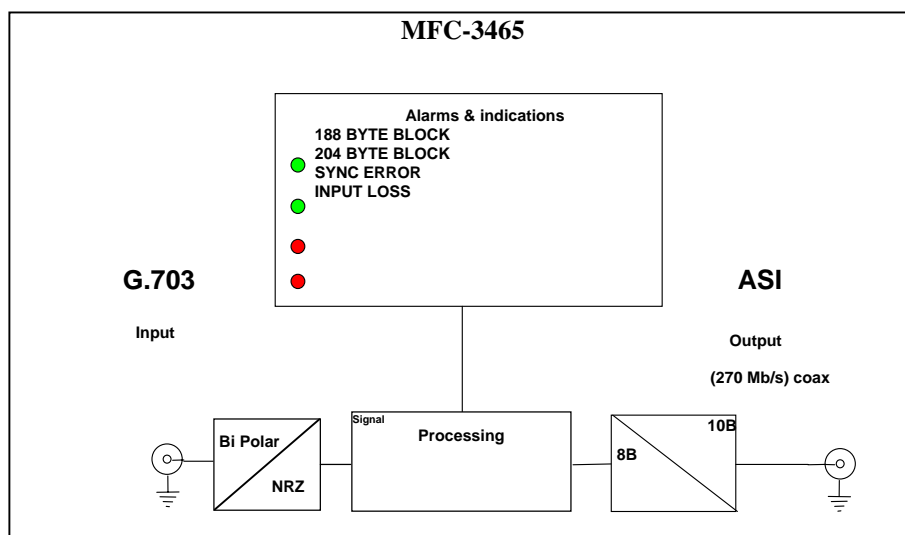 MFC-3465
Alarms & indications
188 BYTE BLOCK
204 BYTE BLOCK
SYNC ERROR
INPUT LOSS
G.703
ASI
Input
Output
(270 Mb/s) coax
Bi Polar
NRZ
Signal
Processing
8B
10B